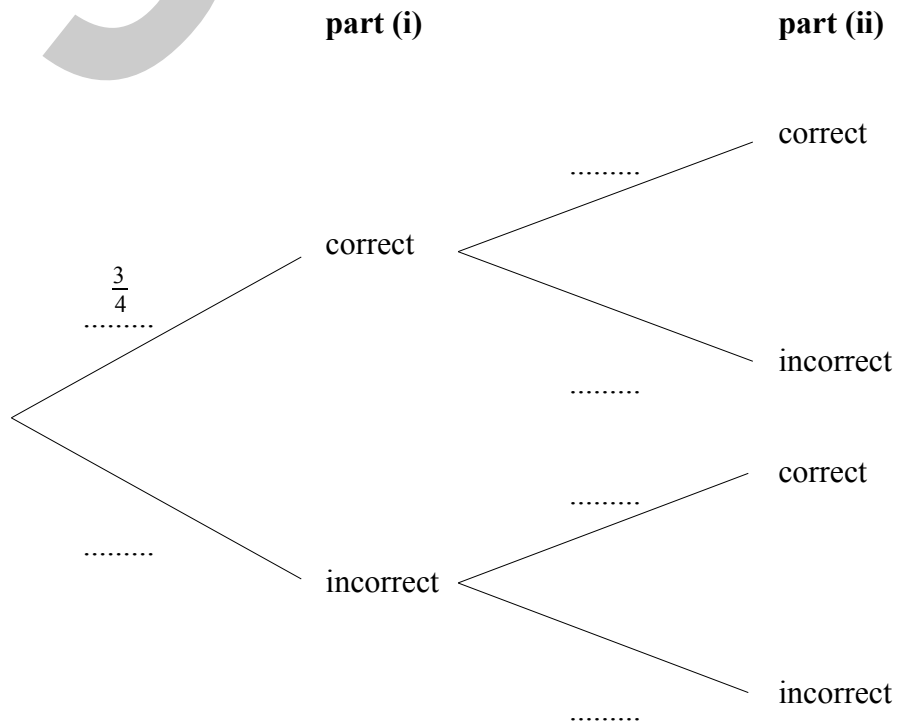 part (i) part (ii)
correct
.........
correct
3/4
.........
incorrect
.........
correct
.........
.........
incorrect
incorrect
.........